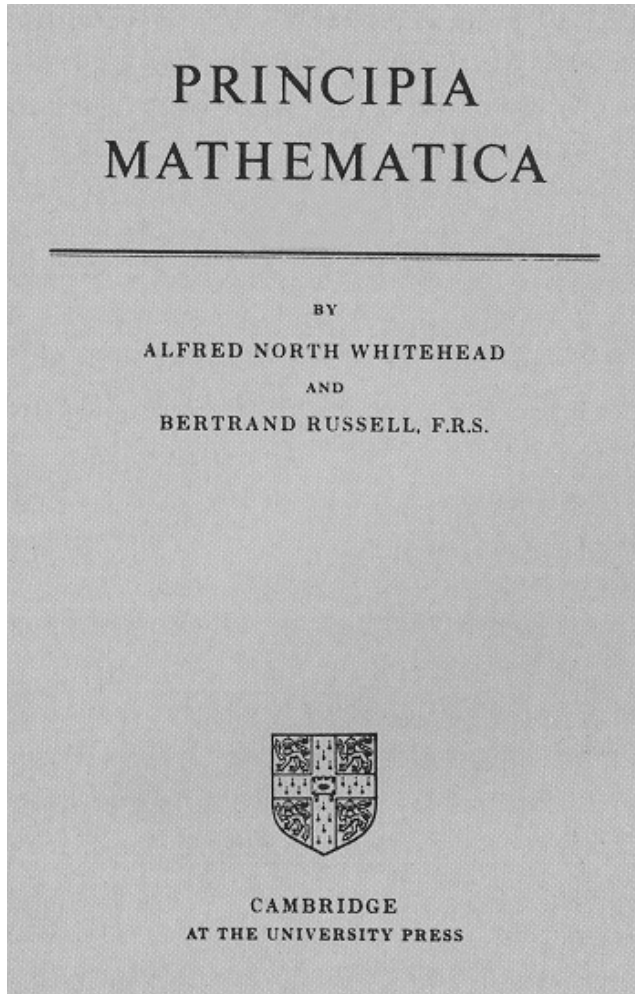 PRINCIPIA
MATHEMATICA
BY
ALFRED NORTH WHITEHEAD
AND
BERTRAND RUSSELL, F.R.S.
CAMBRIDGE
AT THE UNIVERSITY PRESS